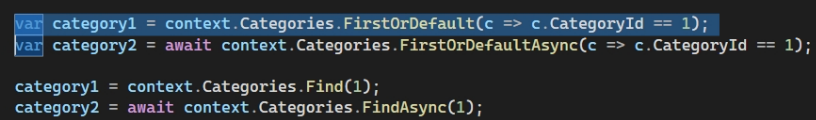 var category1 = context.Categories.FirstOrDefault(c => c.CategoryId == 1);
var category2 = await context.Categories.FirstOrDefaultAsync(c => c.CategoryId == 1);
category1 = context.Categories.Find(1);
category2 = await context.Categories.FindAsync(1);